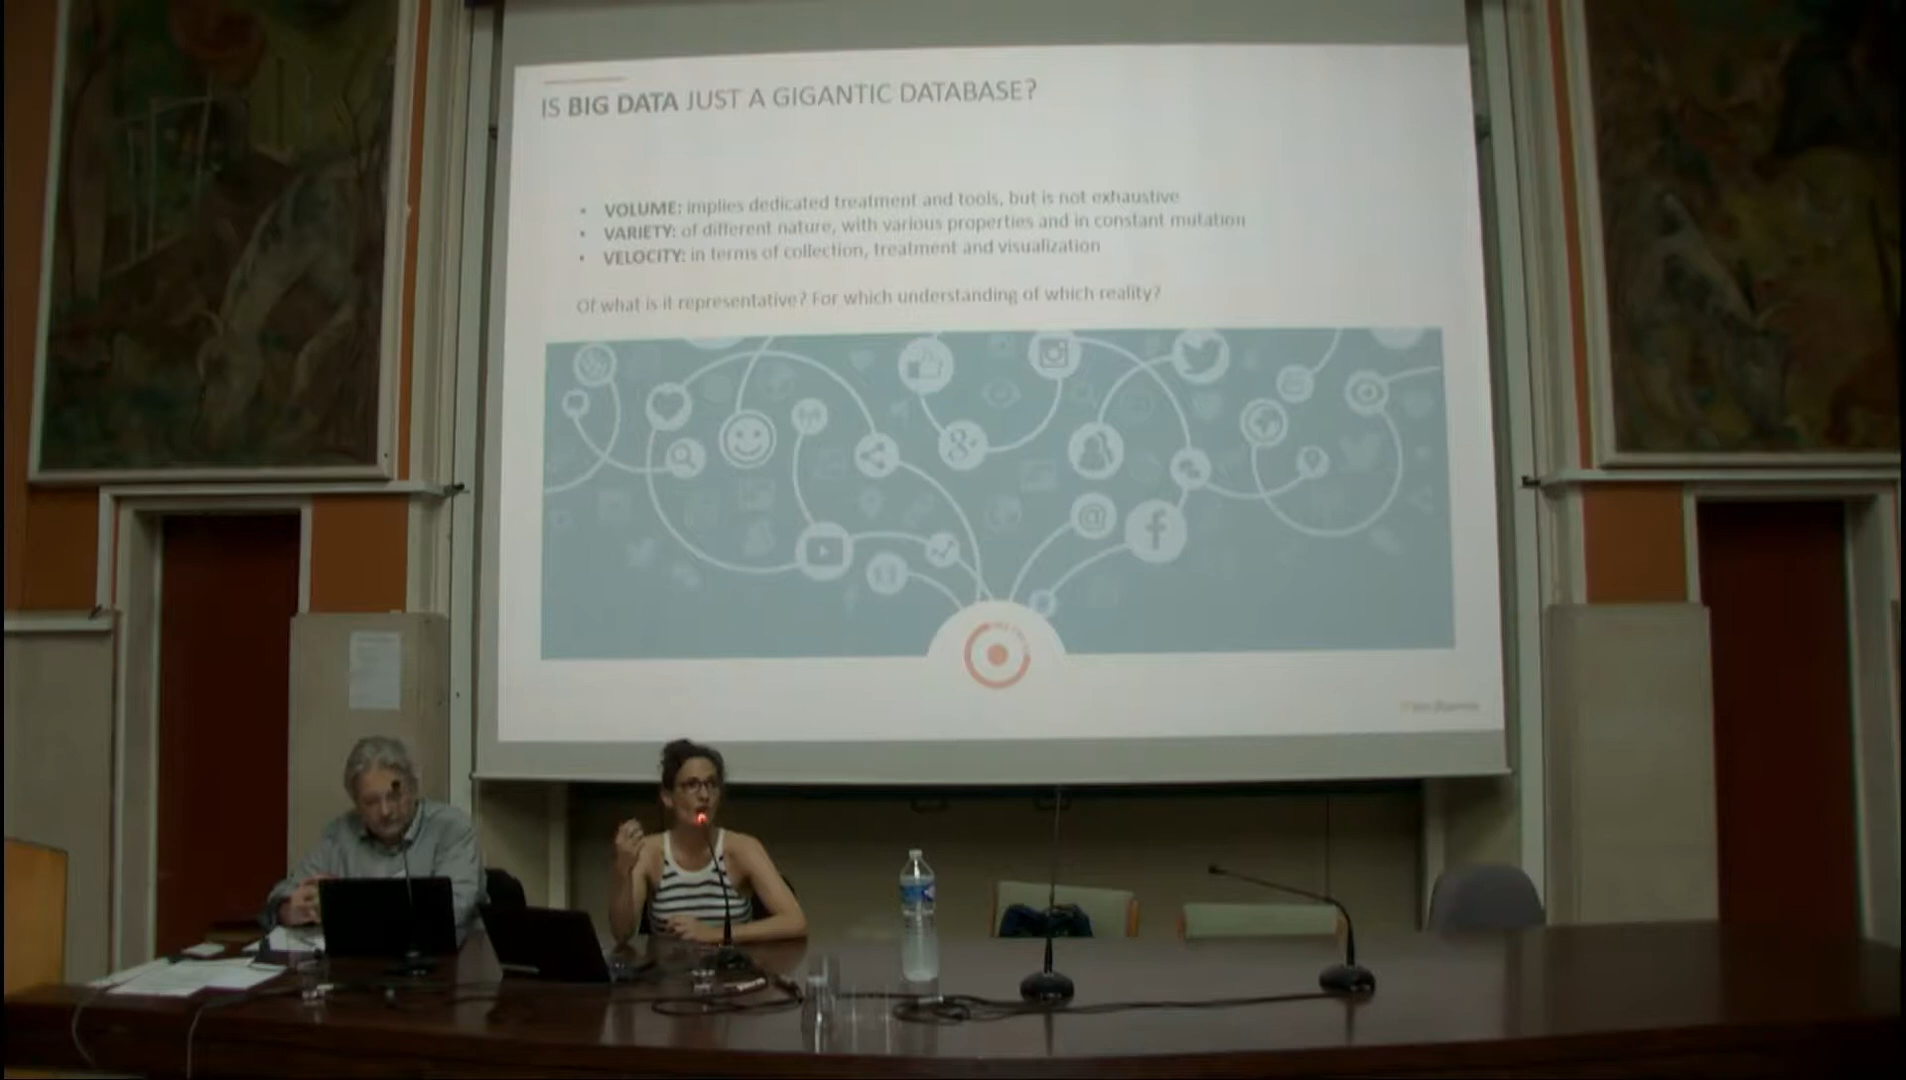 IS BIG DATA JUST A GIGANTIC DATABASE?
• VOLUME: implies dedicated treatment and tools, but is not exhaustive
• VARIETY: of different nature, with various properties and in constant mutation
• VELOCITY: in terms of collection, treatment and visualization
Of what is it representative? For which understanding of which reality?
g+
@
f